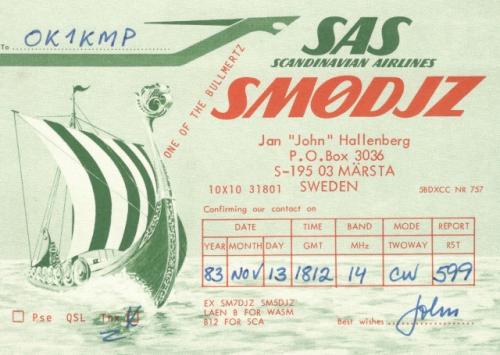 To OK1KMP
SAS
SCANDINAVIAN AIRLINES
ONE OF THE BULLMERTZ
SMØDJZ
Jan "John" Hallenberg
P.O.Box 3036
S-195 03 MÄRSTA
10X10 31801 SWEDEN 5BDXCC NR 757
Confirming our contact on
DATE TIME BAND MODE REPORT
YEAR MONTH DAY GMT MHz TWOWAY RST
83 NOV 13 1812 14 CW 599
EX SM7DJZ SM5DJZ
LAEN B FOR WASM
B12 FOR SCA
Pse QSL Tnx
Best wishes John